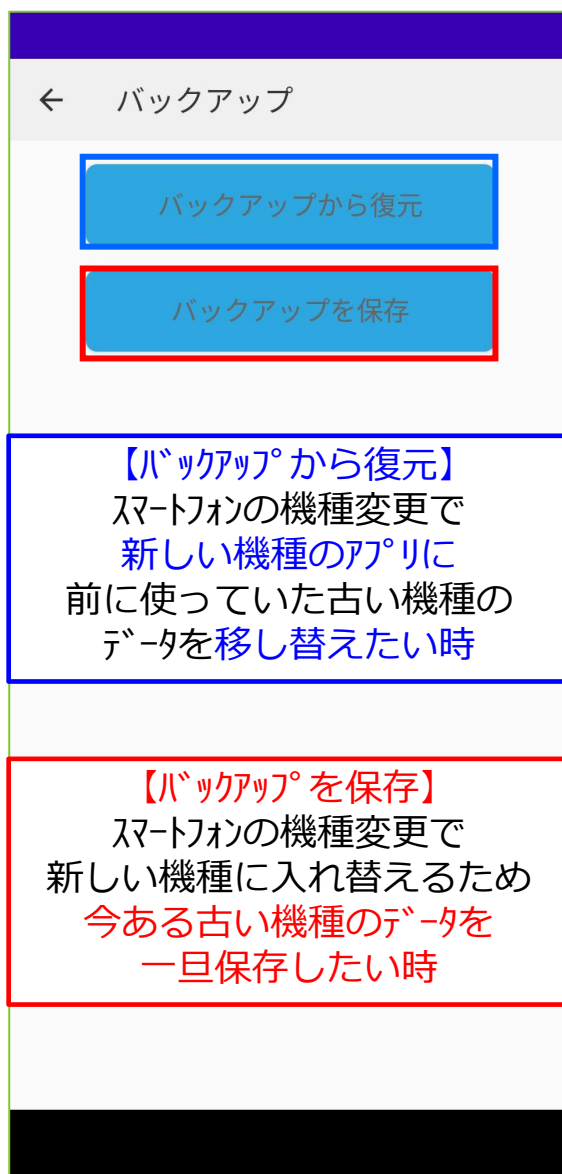 ← バックアップ
バックアップから復元
バックアップを保存
【ﾊﾞｯｸｱｯﾌﾟから復元】
ｽﾏｰﾄﾌｫﾝの機種変更で
新しい機種のｱﾌﾟﾘに
前に使っていた古い機種の
ﾃﾞｰﾀを移し替えたい時
【ﾊﾞｯｸｱｯﾌﾟを保存】
ｽﾏｰﾄﾌｫﾝの機種変更で
新しい機種に入れ替えるため
今ある古い機種のﾃﾞｰﾀを
一旦保存したい時